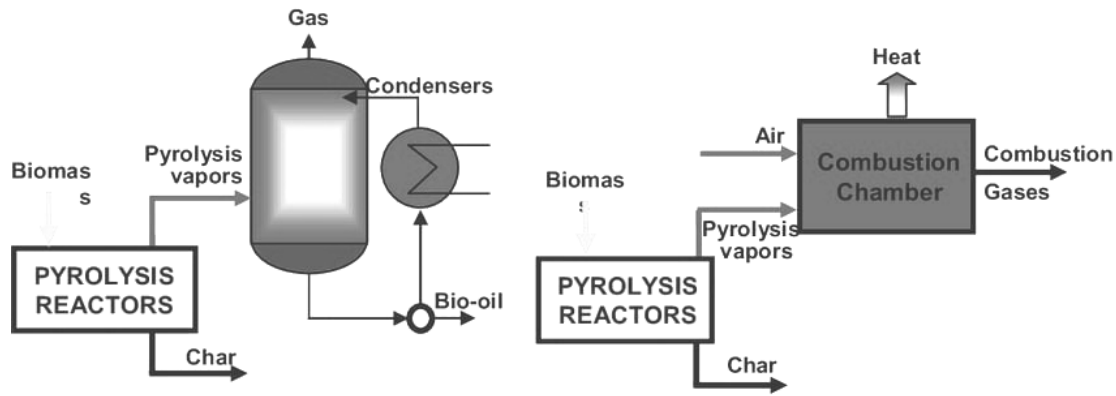 Gas
Condensers
Pyrolysis
vapors
Biomas
s
PYROLYSIS
REACTORS
Bio-oil
Char
Heat
Air
Combustion
Chamber
Combustion
Gases
Biomas
s
Pyrolysis
vapors
PYROLYSIS
REACTORS
Char